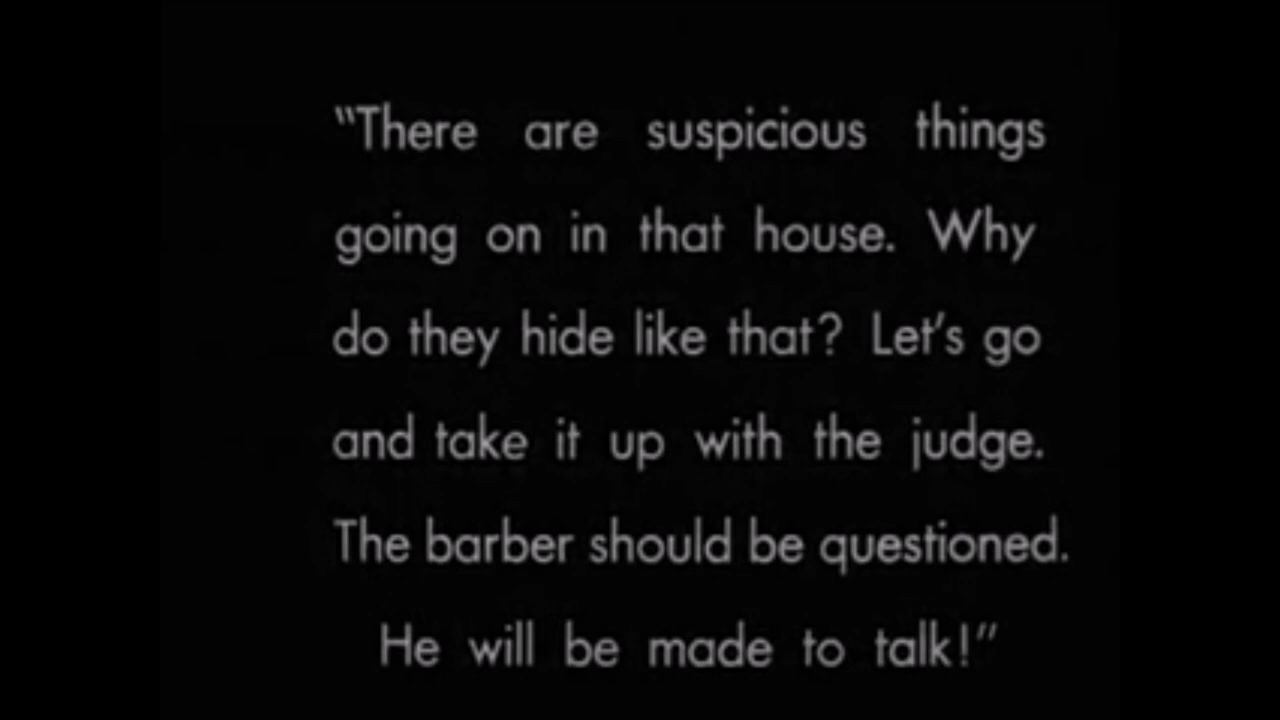 “There are suspicious things
going on in that house. Why
do they hide like that? Let’s go
and take it up with the judge.
The barber should be questioned.
He will be made to talk!”